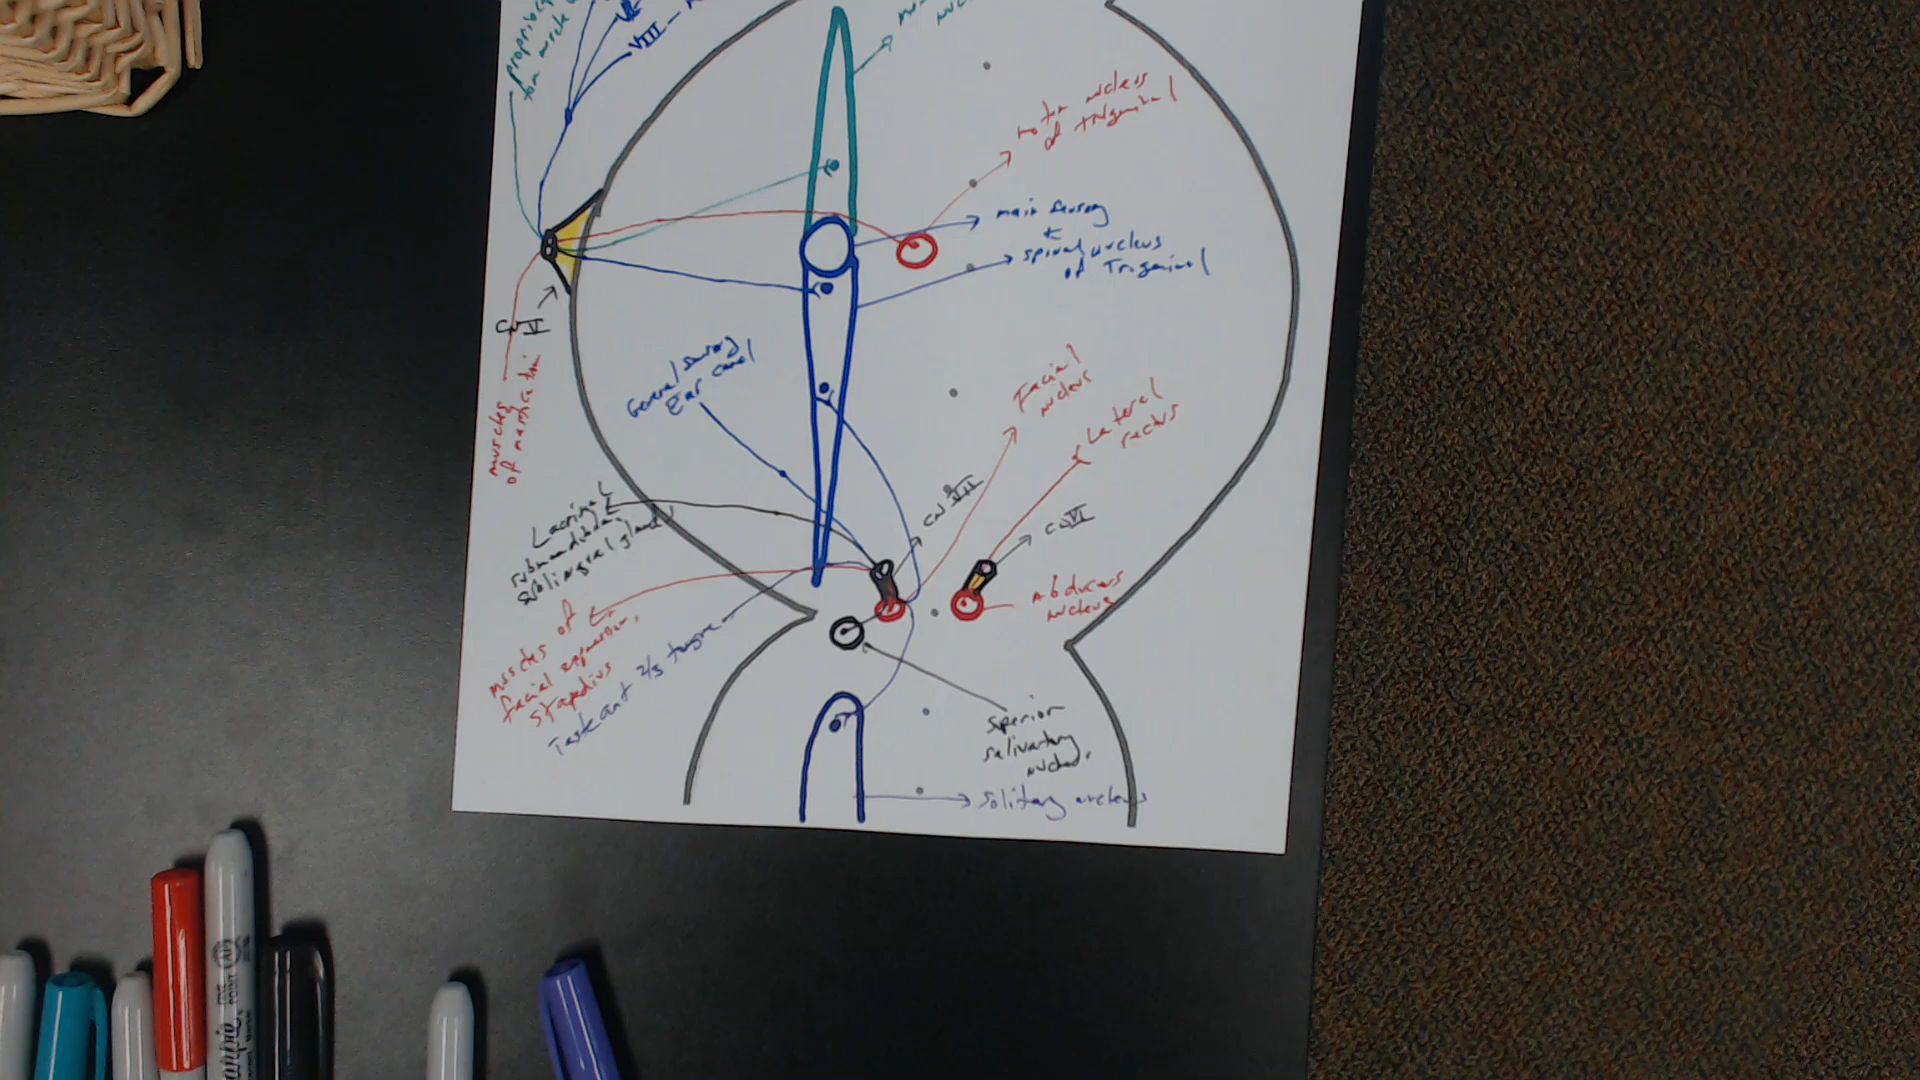 VIII
motor nucleus
of trigeminal
main sensory
+
spinal nucleus
of Trigeminal
CN V
muscles
of mastication
General sensory
Ear canal
Facial
nucleus
Lateral
rectus
CN VII
CN VI
Lacrimal
submandibular
sublingual gland
muscles of
facial expression,
stapedius
Taste ant 2/3 tongue
Abducens
nucleus
Superior
salivatory
nucleus
Solitary nucleus